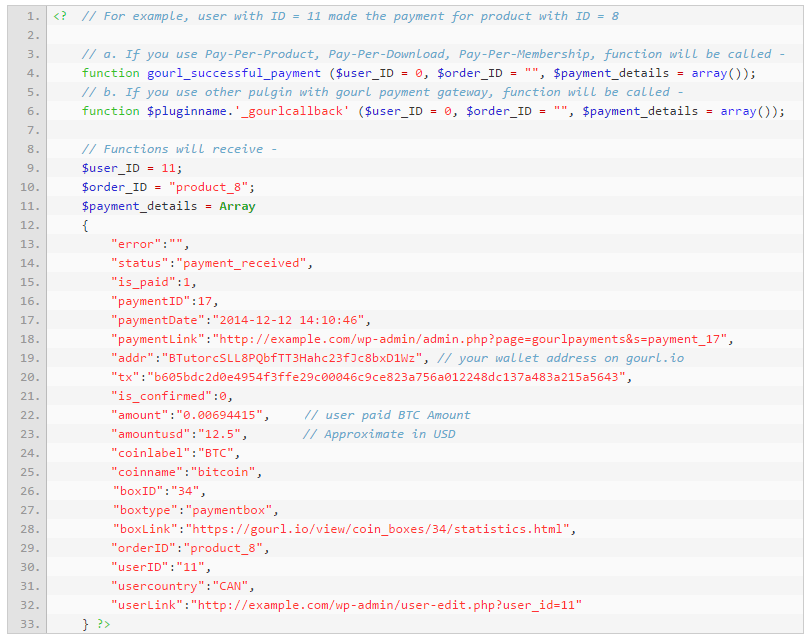 1. <? // For example, user with ID = 11 made the payment for product with ID = 8
2.
3. // a. If you use Pay-Per-Product, Pay-Per-Download, Pay-Per-Membership, function will be called -
4. function gourl_successful_payment ($user_ID = 0, $order_ID = "", $payment_details = array());
5. // b. If you use other pulgin with gourl payment gateway, function will be called -
6. function $pluginname.'_gourlcallback' ($user_ID = 0, $order_ID = "", $payment_details = array());
7.
8. // Functions will receive -
9. $user_ID = 11;
10. $order_ID = "product_8";
11. $payment_details = Array
12. {
13. "error":"",
14. "status":"payment_received",
15. "is_paid":1,
16. "paymentID":17,
17. "paymentDate":"2014-12-12 14:10:46",
18. "paymentLink":"http://example.com/wp-admin/admin.php?page=gourlpayments&s=payment_17",
19. "addr":"BTutorcSLL8PQbfTT3Hahc23fJc8bxD1Wz", // your wallet address on gourl.io
20. "tx":"b605bdc2d0e4954f3ffe29c00046c9ce823a756a012248dc137a483a215a5643",
21. "is_confirmed":0,
22. "amount":"0.00694415", // user paid BTC Amount
23. "amountusd":"12.5", // Approximate in USD
24. "coinlabel":"BTC",
25. "coinname":"bitcoin",
26. "boxID":"34",
27. "boxtype":"paymentbox",
28. "boxLink":"https://gourl.io/view/coin_boxes/34/statistics.html",
29. "orderID":"product_8",
30. "userID":"11",
31. "usercountry":"CAN",
32. "userLink":"http://example.com/wp-admin/user-edit.php?user_id=11"
33. } ?>